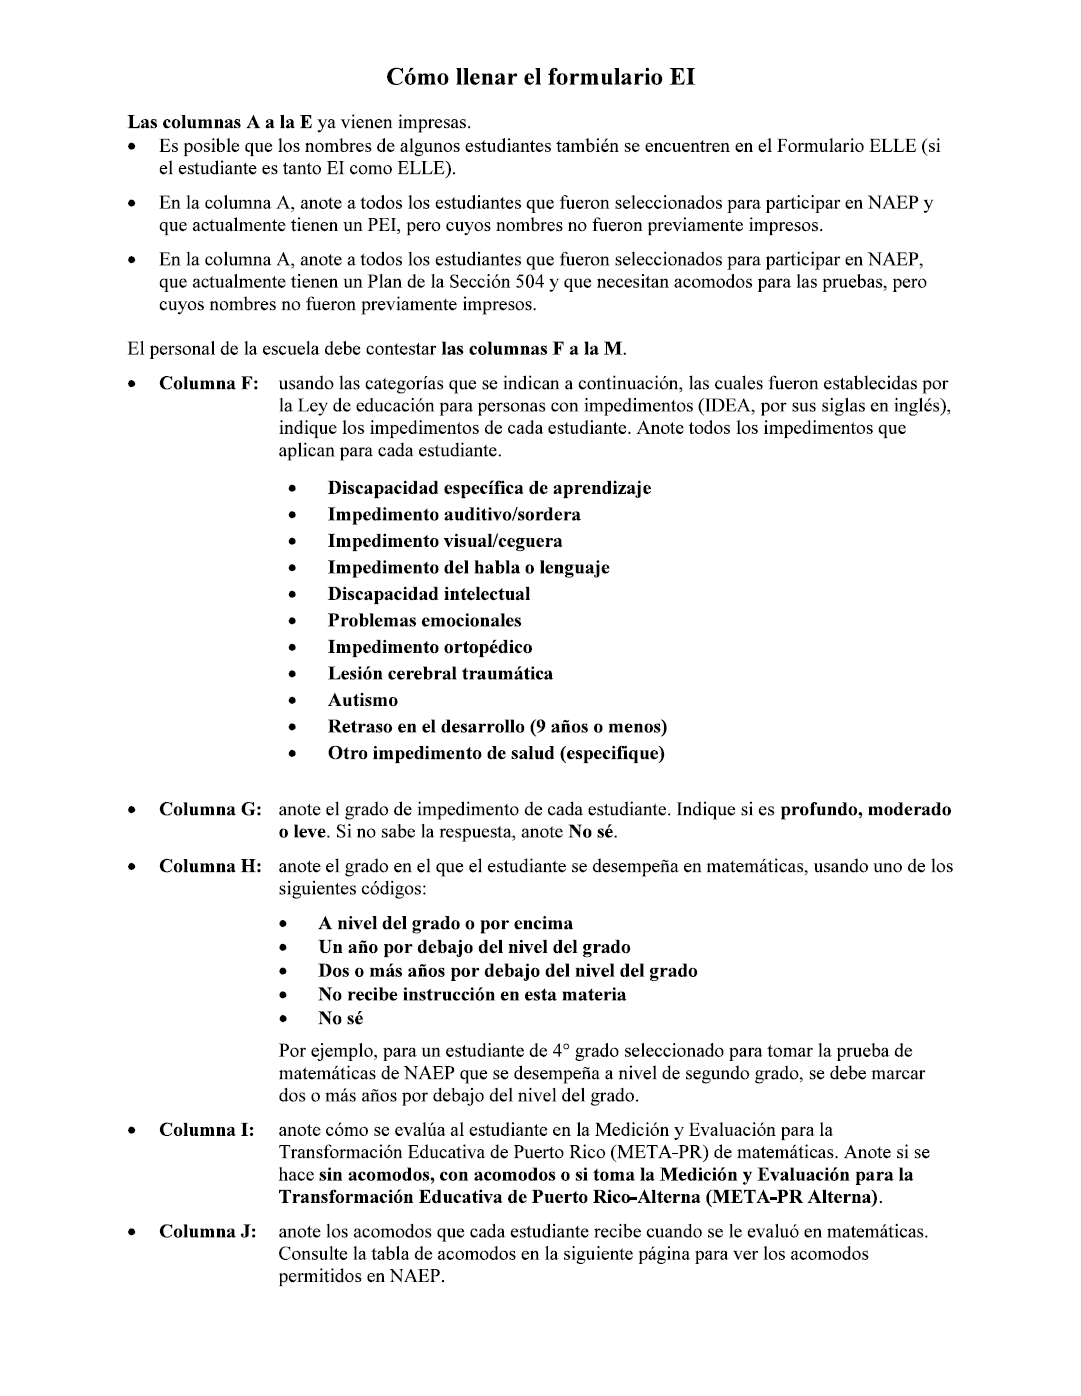 Cómo llenar el formulario EI
Las columnas A a la E ya vienen impresas.
• Es posible que los nombres de algunos estudiantes también se encuentren en el Formulario ELLE (si
el estudiante es tanto EI como ELLE).
• En la columna A, anote a todos los estudiantes que fueron seleccionados para participar en NAEP y
que actualmente tienen un PEI, pero cuyos nombres no fueron previamente impresos.
• En la columna A, anote a todos los estudiantes que fueron seleccionados para participar en NAEP,
que actualmente tienen un Plan de la Sección 504 y que necesitan acomodos para las pruebas, pero
cuyos nombres no fueron previamente impresos.
El personal de la escuela debe contestar las columnas F a la M.
• Columna F: usando las categorías que se indican a continuación, las cuales fueron establecidas por
la Ley de educación para personas con impedimentos (IDEA, por sus siglas en inglés),
indique los impedimentos de cada estudiante. Anote todos los impedimentos que
aplican para cada estudiante.
• Discapacidad específica de aprendizaje
• Impedimento auditivo/sordera
• Impedimento visual/ceguera
• Impedimento del habla o lenguaje
• Discapacidad intelectual
• Problemas emocionales
• Impedimento ortopédico
• Lesión cerebral traumática
• Autismo
• Retraso en el desarrollo (9 años o menos)
• Otro impedimento de salud (especifique)
• Columna G: anote el grado de impedimento de cada estudiante. Indique si es profundo, moderado
o leve. Si no sabe la respuesta, anote No sé.
• Columna H: anote el grado en el que el estudiante se desempeña en matemáticas, usando uno de los
siguientes códigos:
• A nivel del grado o por encima
• Un año por debajo del nivel del grado
• Dos o más años por debajo del nivel del grado
• No recibe instrucción en esta materia
• No sé
Por ejemplo, para un estudiante de 4° grado seleccionado para tomar la prueba de
matemáticas de NAEP que se desempeña a nivel de segundo grado, se debe marcar
dos o más años por debajo del nivel del grado.
• Columna I: anote cómo se evalúa al estudiante en la Medición y Evaluación para la
Transformación Educativa de Puerto Rico (META-PR) de matemáticas. Anote si se
hace sin acomodos, con acomodos o si toma la Medición y Evaluación para la
Transformación Educativa de Puerto Rico-Alterna (META-PR Alterna).
• Columna J: anote los acomodos que cada estudiante recibe cuando se le evaluó en matemáticas.
Consulte la tabla de acomodos en la siguiente página para ver los acomodos
permitidos en NAEP.